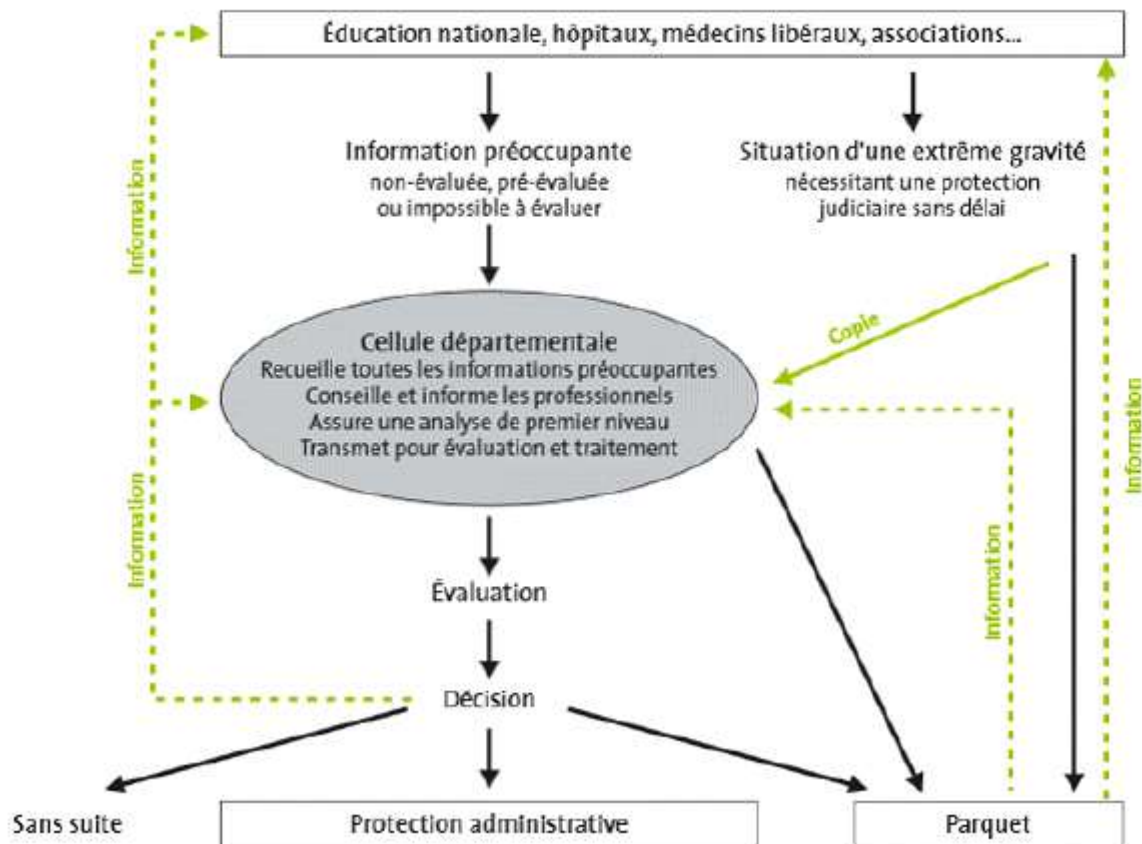 Éducation nationale, hôpitaux, médecins libéraux, associations...
Information préoccupante
non-évaluée, pré-évaluée
ou impossible à évaluer
Situation d'une extrême gravité
nécessitant une protection
judiciaire sans délai
Information
Copie
Cellule départementale
Recueille toutes les informations préoccupantes
Conseille et informe les professionnels
Assure une analyse de premier niveau
Transmet pour évaluation et traitement
Information
Information
Information
Évaluation
Décision
Sans suite
Protection administrative
Parquet